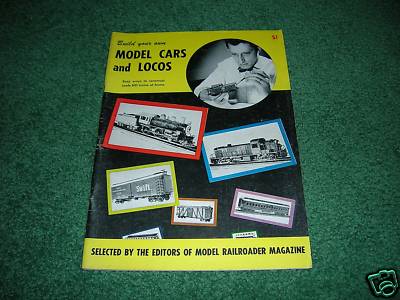 Build your own
$1
MODEL CARS
and LOCOS
Swift
SELECTED BY THE EDITORS OF MODEL RAILROADER MAGAZINE